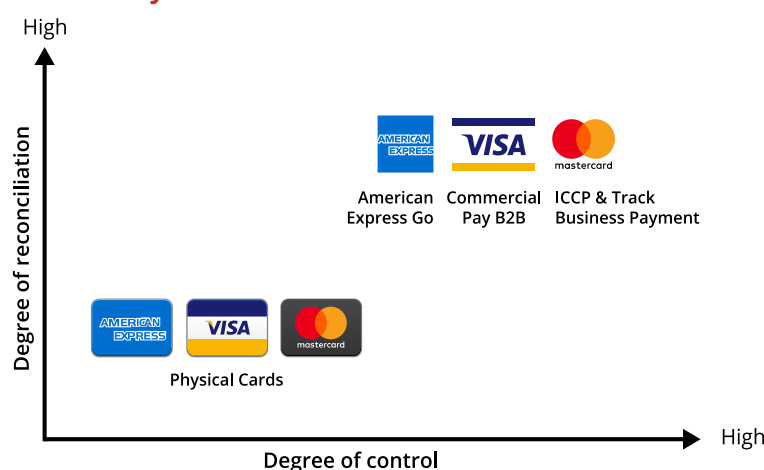 High
AMERICAN
EXPRESS
VISA
mastercard
American
Express Go
Commercial
Pay B2B
ICCP & Track
Business Payment
Degree of reconciliation
AMERICAN
EXPRESS
VISA
mastercard
Physical Cards
High
Degree of control